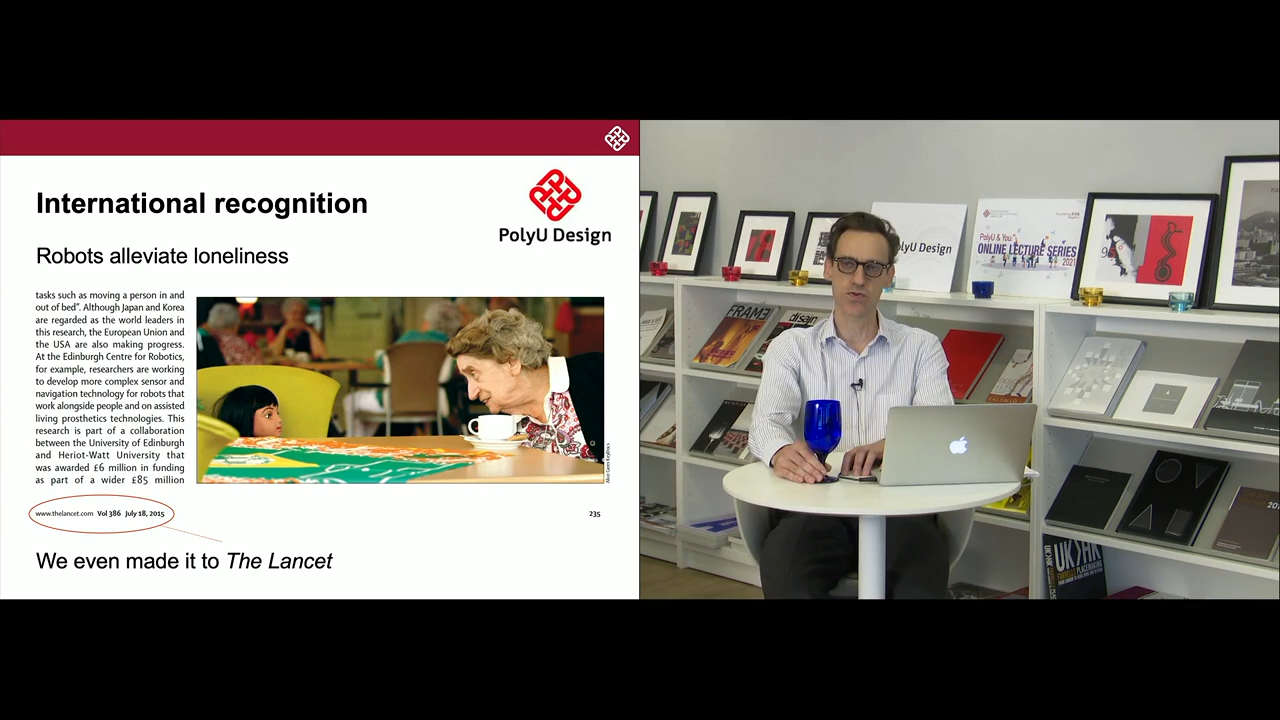 International recognition
PolyU Design
Robots alleviate loneliness
tasks such as moving a person in and
out of bed”. Although Japan and Korea
are regarded as the world leaders in
this research, the European Union and
the USA are also making progress.
At the Edinburgh Centre for Robotics,
for example, researchers are working
to develop more complex sensor and
navigation technology for robots that
work alongside people and on assisted
living prosthetics technologies. This
research is part of a collaboration
between the University of Edinburgh
and Heriot-Watt University that
was awarded £6 million in funding
as part of a wider £85 million
www.thelancet.com Vol 386 July 18, 2015
235
We even made it to The Lancet
PolyU Design
PolyU & You
ONLINE LECTURE SERIES
2021
FRAME
UK>HK